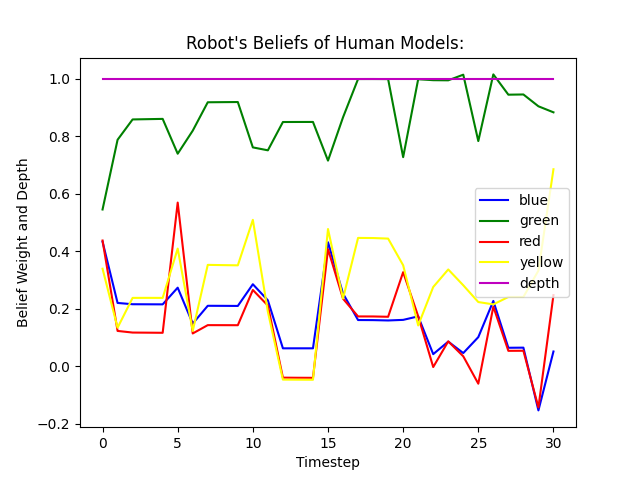 Robot's Beliefs of Human Models:
Belief Weight and Depth
1.0
0.8
0.6
0.4
0.2
0.0
−0.2
blue
green
red
yellow
depth
0 5 10 15 20 25 30
Timestep